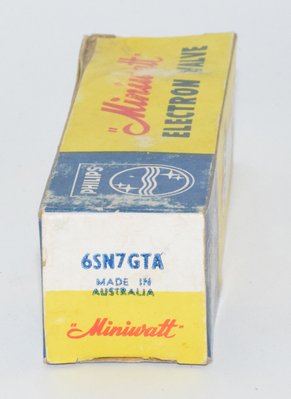 "Miniwatt"
ELECTRON VALVE
PHILIPS
6SN7GTA
MADE IN
AUSTRALIA
"Miniwatt"